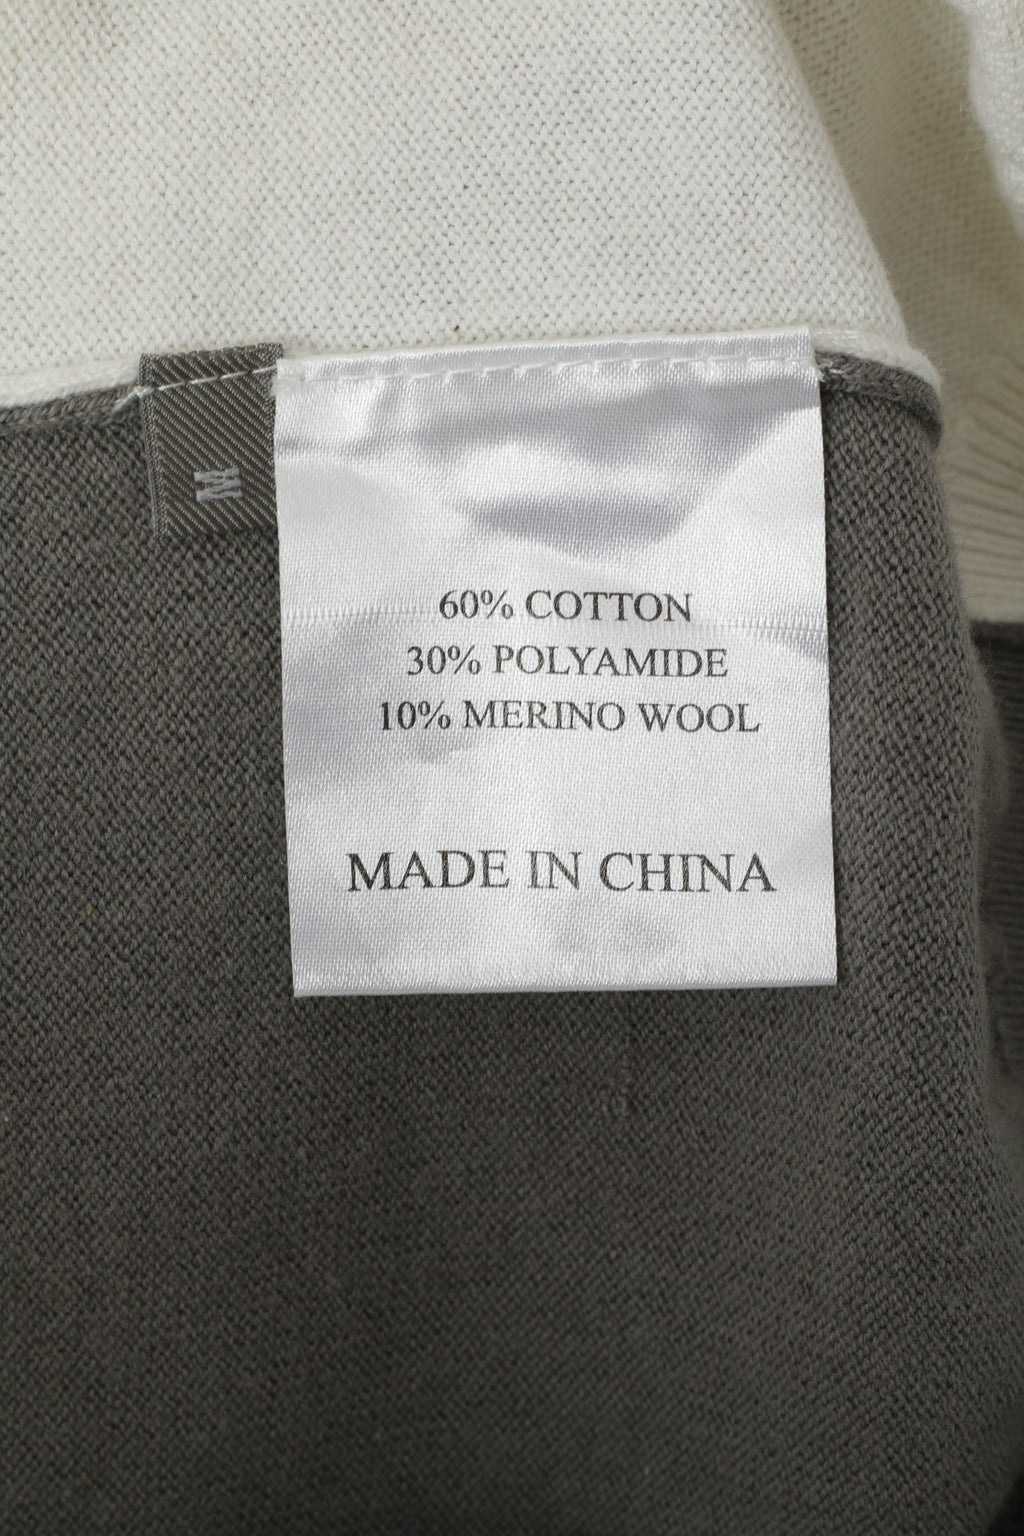 M
60% COTTON
30% POLYAMIDE
10% MERINO WOOL
MADE IN CHINA